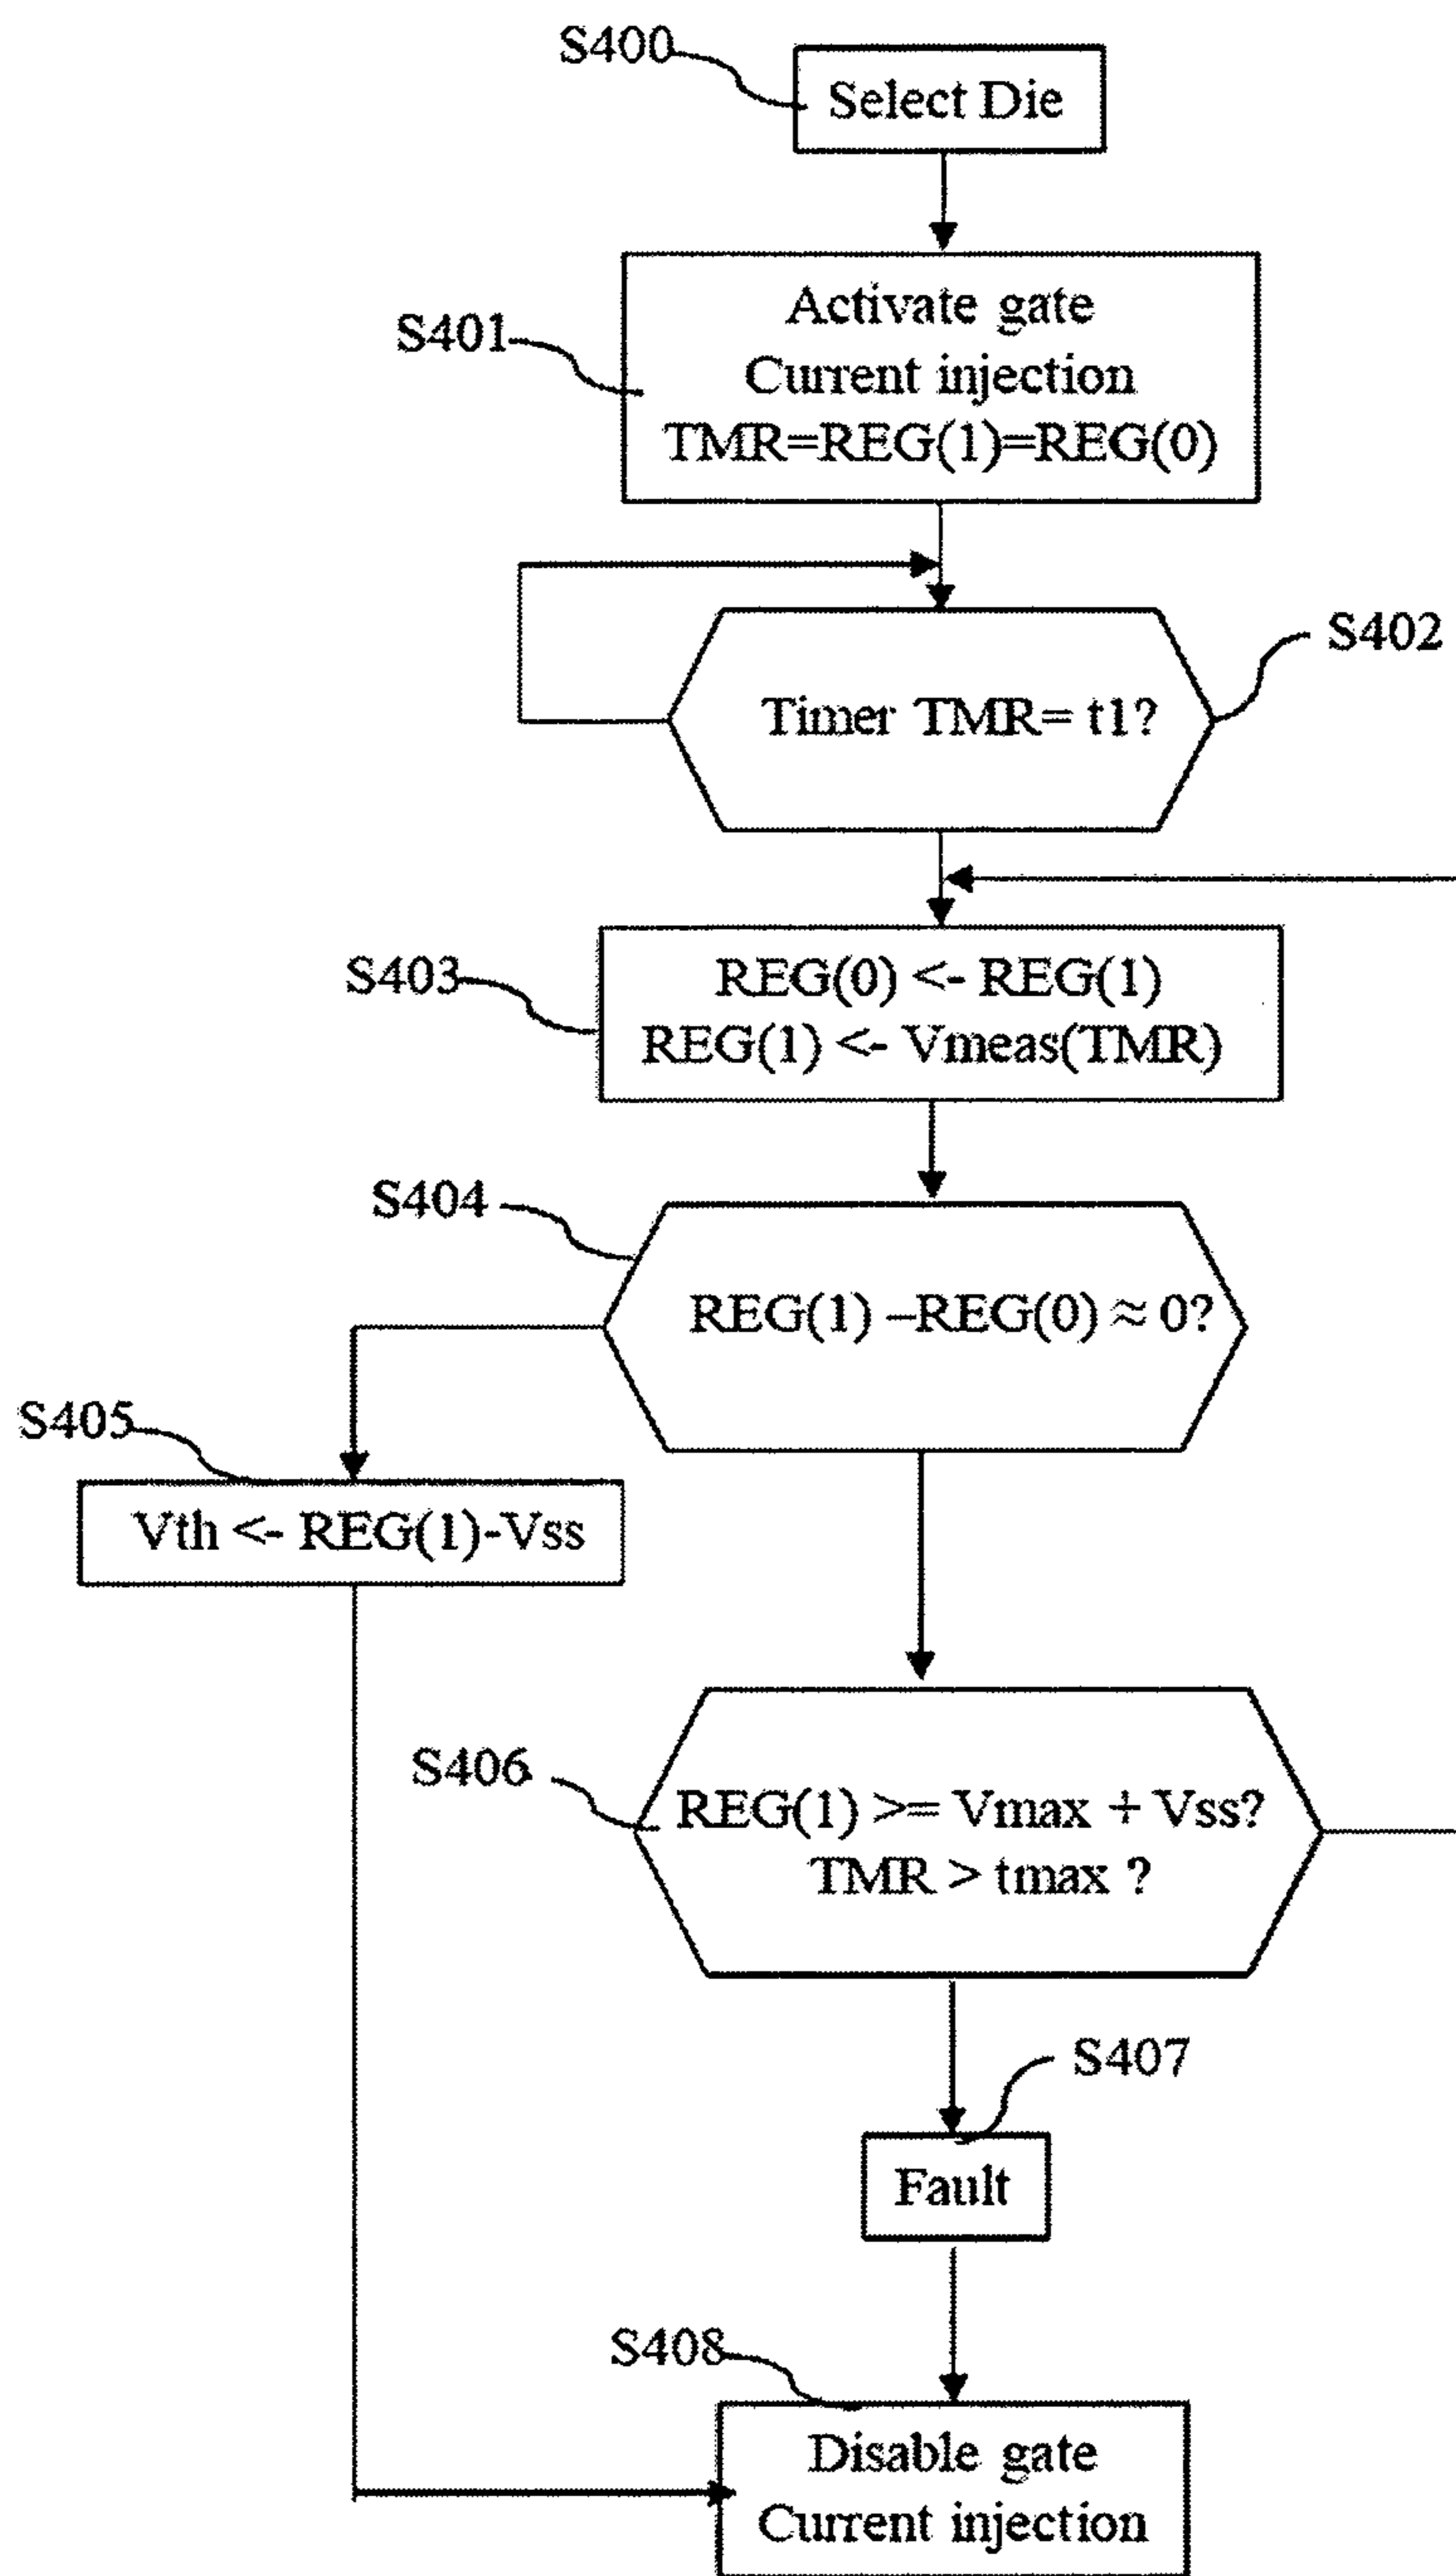 S400
Select Die
S401
Activate gate
Current injection
TMR=REG(1)=REG(0)
S402
Timer TMR= t1?
S403
REG(0) <- REG(1)
REG(1) <- Vmeas(TMR)
S404
REG(1) –REG(0) ≈ 0?
S405
Vth <- REG(1)-Vss
S406
REG(1) >= Vmax + Vss?
TMR > tmax ?
S407
Fault
S408
Disable gate
Current injection